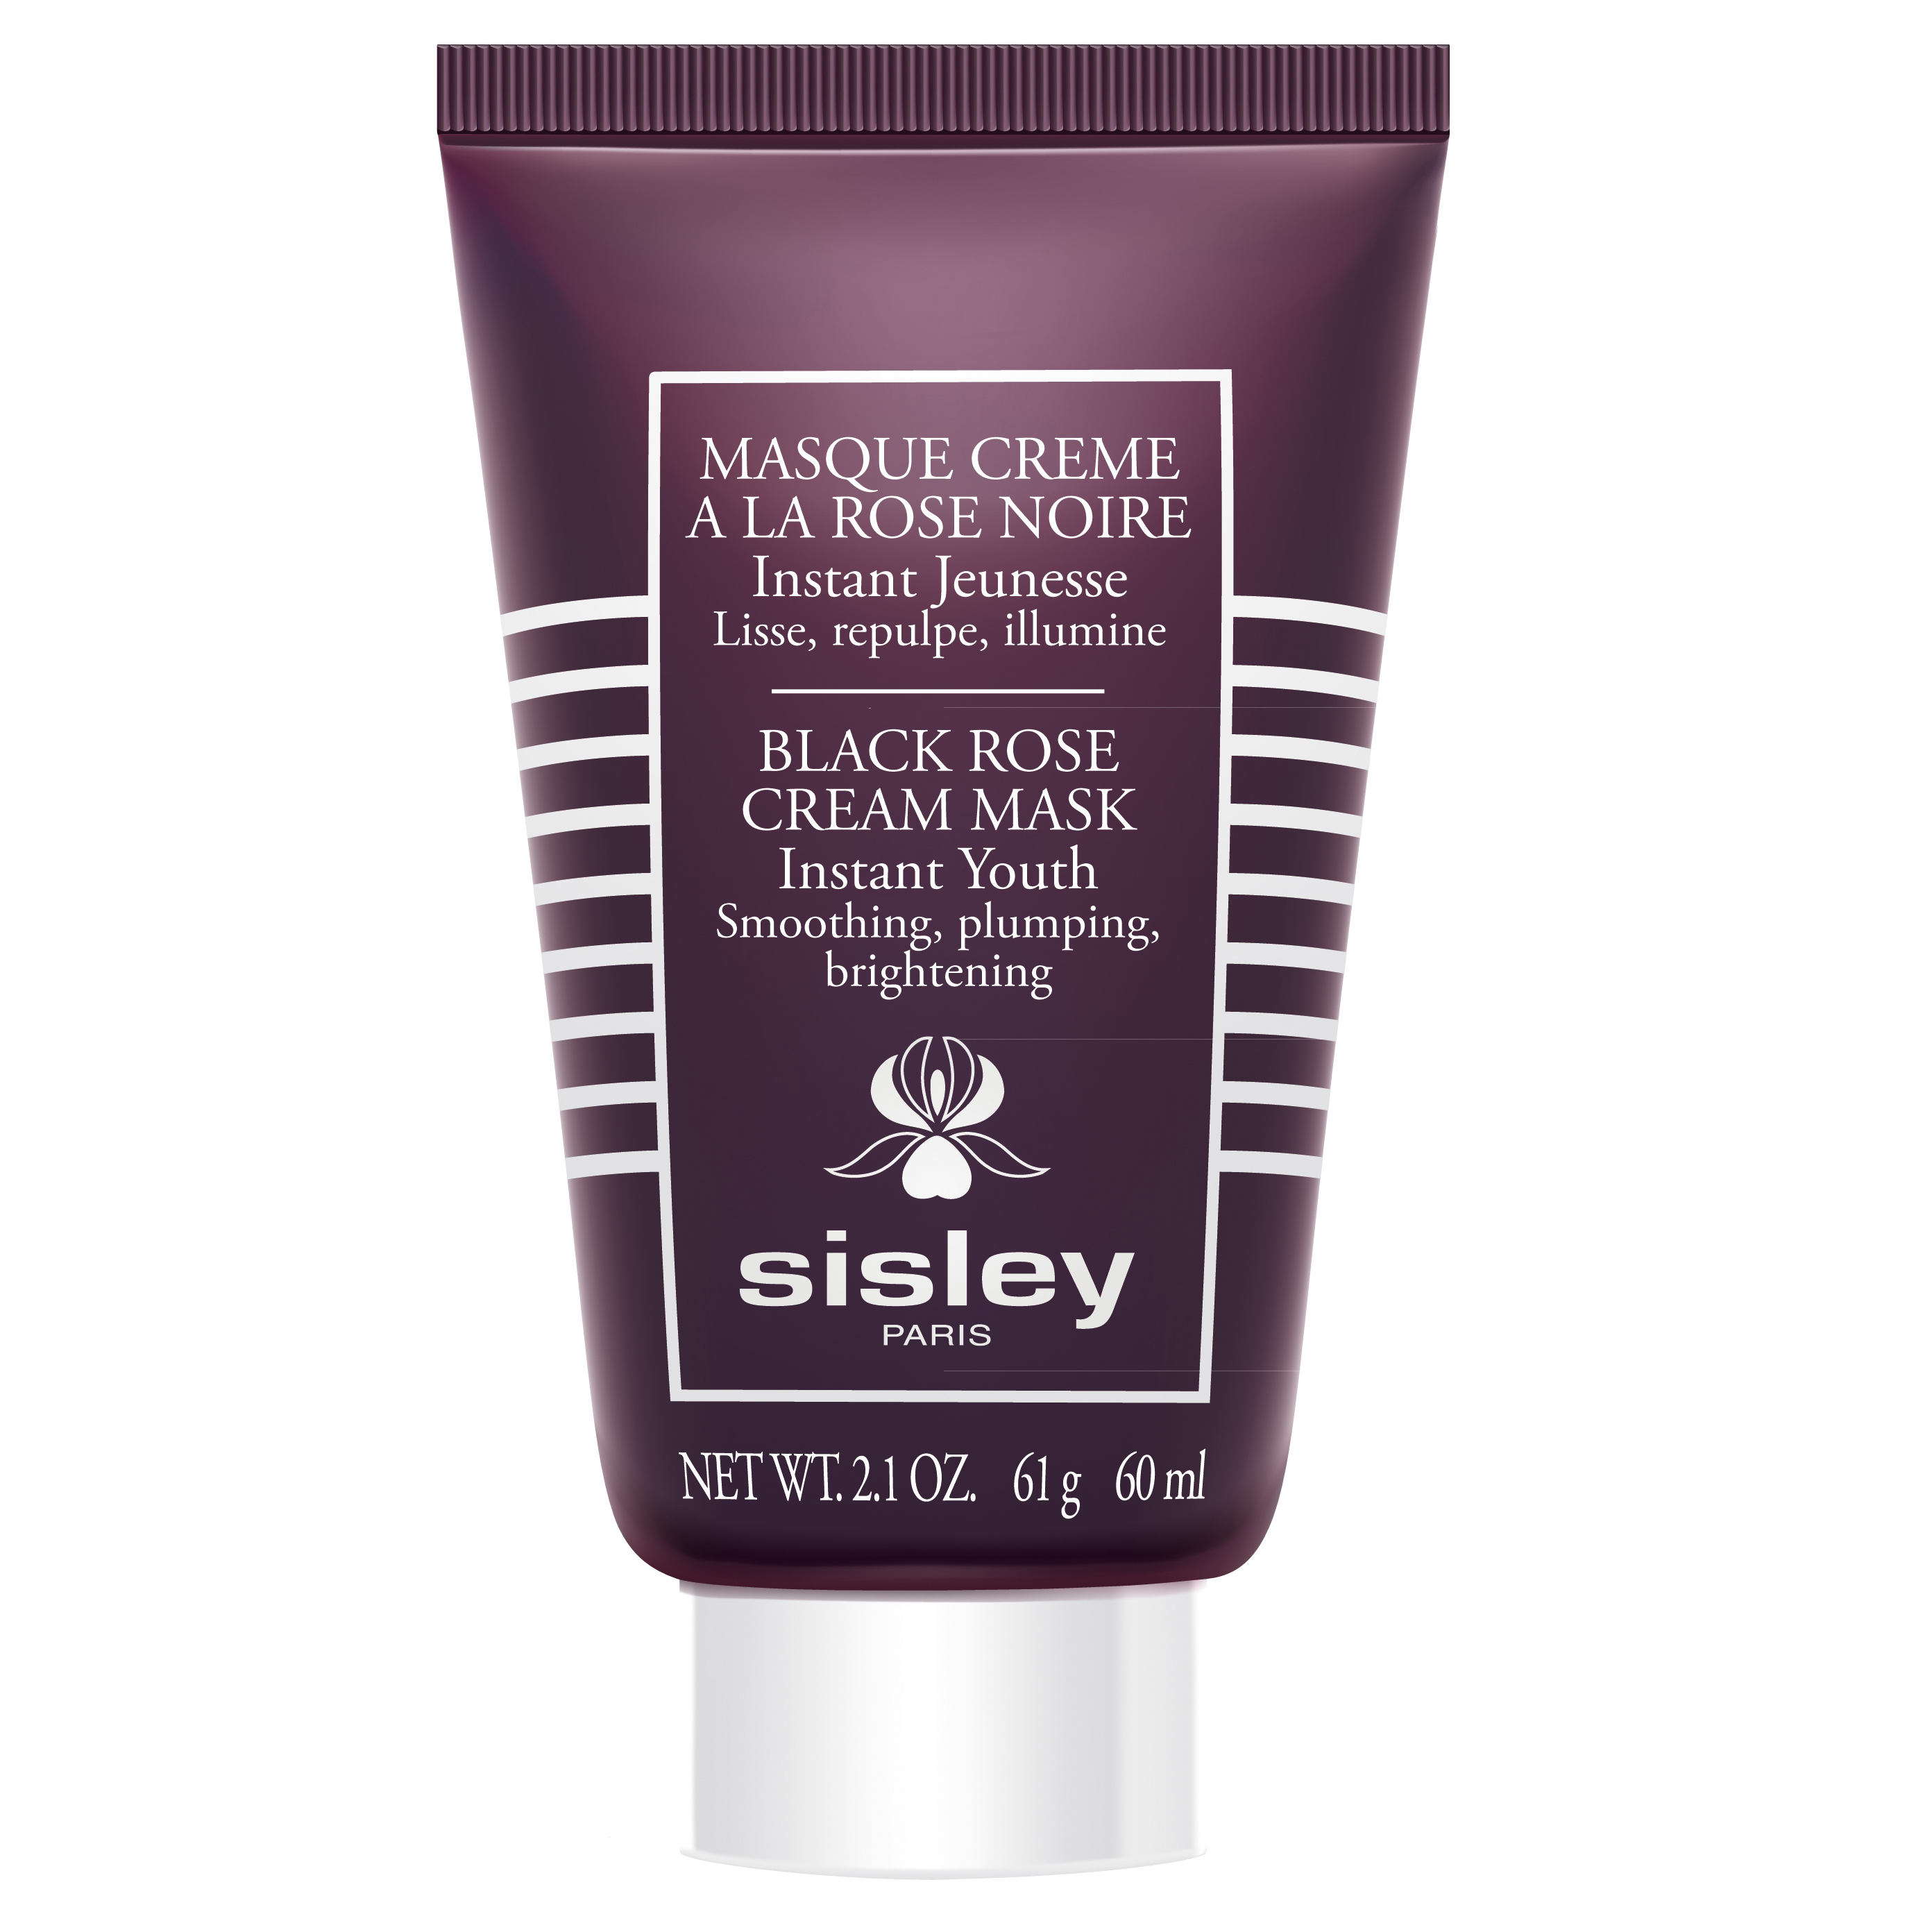 MASQUE CREME
A LA ROSE NOIRE
Instant Jeunesse
Lisse, repulpe, illumine
BLACK ROSE
CREAM MASK
Instant Youth
Smoothing, plumping,
brightening
sisley
PARIS
NET WT. 2.1 OZ. 61 g 60 ml